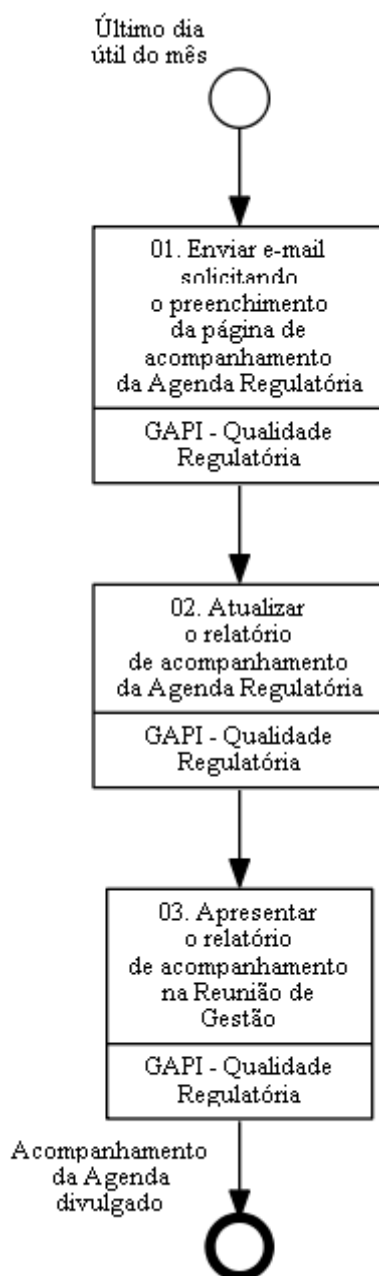 Último dia
útil do mês
01. Enviar e-mail
solicitando
o preenchimento
da página de
acompanhamento
da Agenda Regulatória
GAPI - Qualidade
Regulatória
02. Atualizar
o relatório
de acompanhamento
da Agenda Regulatória
GAPI - Qualidade
Regulatória
03. Apresentar
o relatório
de acompanhamento
na Reunião de
Gestão
GAPI - Qualidade
Regulatória
Acompanhamento
da Agenda
divulgado